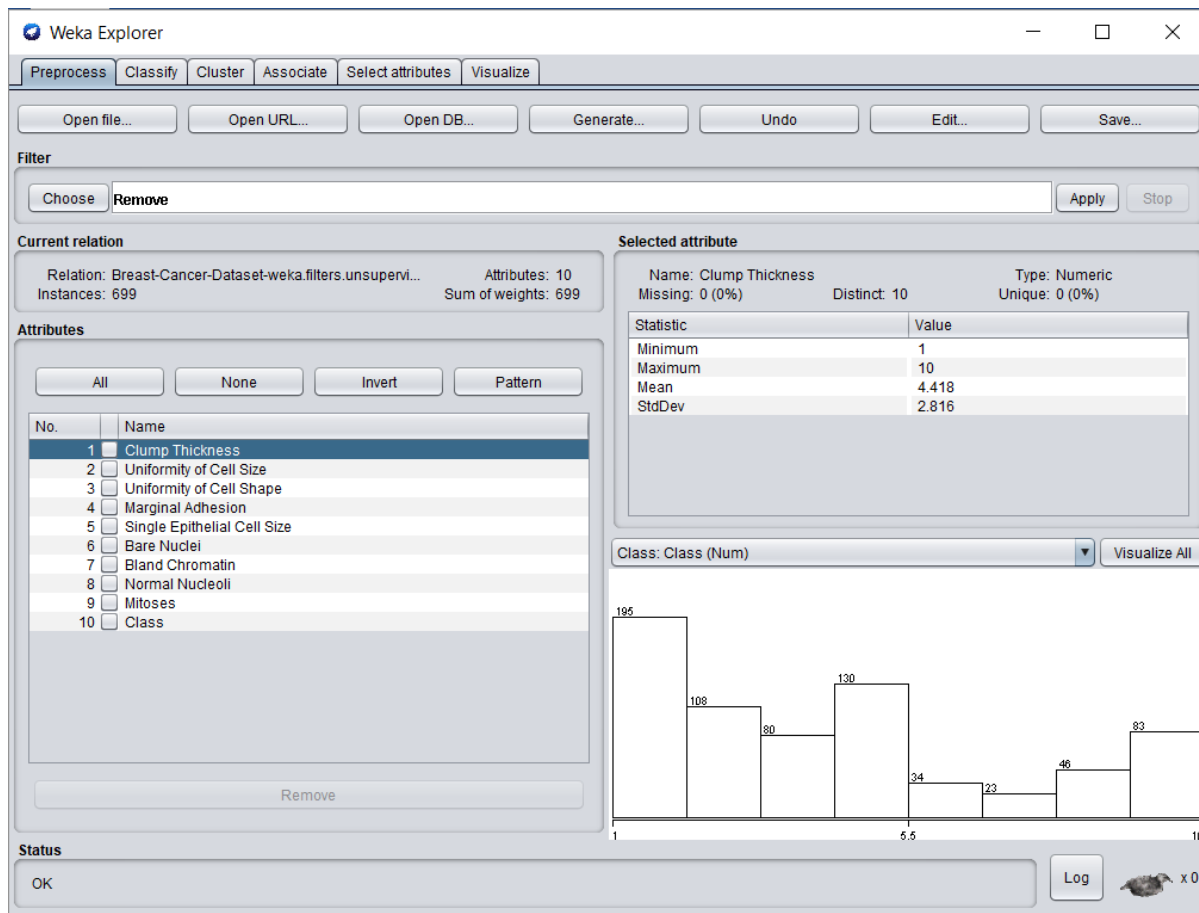 Weka Explorer
Preprocess Classify Cluster Associate Select attributes Visualize
Open file... Open URL... Open DB... Generate... Undo Edit... Save...
Filter
Choose Remove Apply Stop
Current relation
Relation: Breast-Cancer-Dataset-weka.filters.unsupervi... Attributes: 10
Instances: 699 Sum of weights: 699
Attributes
All None Invert Pattern
No. Name
1 Clump Thickness
2 Uniformity of Cell Size
3 Uniformity of Cell Shape
4 Marginal Adhesion
5 Single Epithelial Cell Size
6 Bare Nuclei
7 Bland Chromatin
8 Normal Nucleoli
9 Mitoses
10 Class
Remove
Selected attribute
Name: Clump Thickness Type: Numeric
Missing: 0 (0%) Distinct: 10 Unique: 0 (0%)
Statistic Value
Minimum 1
Maximum 10
Mean 4.418
StdDev 2.816
Class: Class (Num) Visualize All
195
108
80
130
34
23
46
83
1 5.5
Status
OK
Log x 0